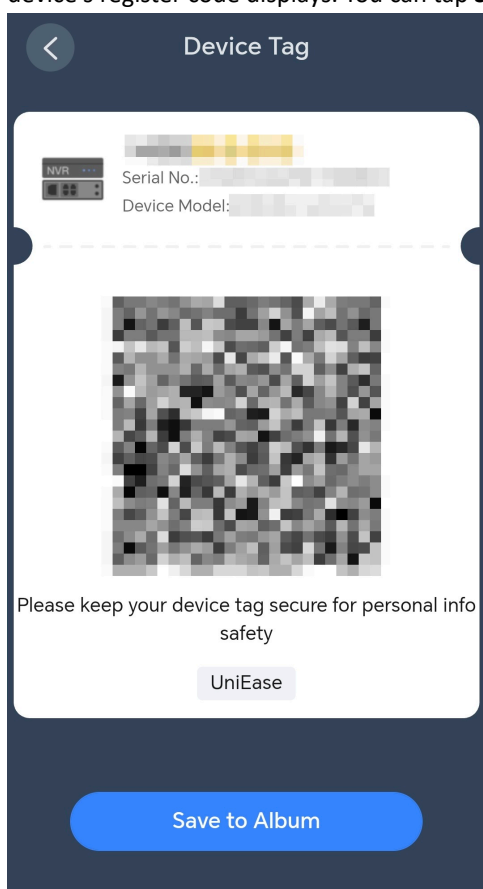 device's register code displays. You can tap
Device Tag
NVR
Serial No.:
Device Model:
Please keep your device tag secure for personal info
safety
UniEase
Save to Album